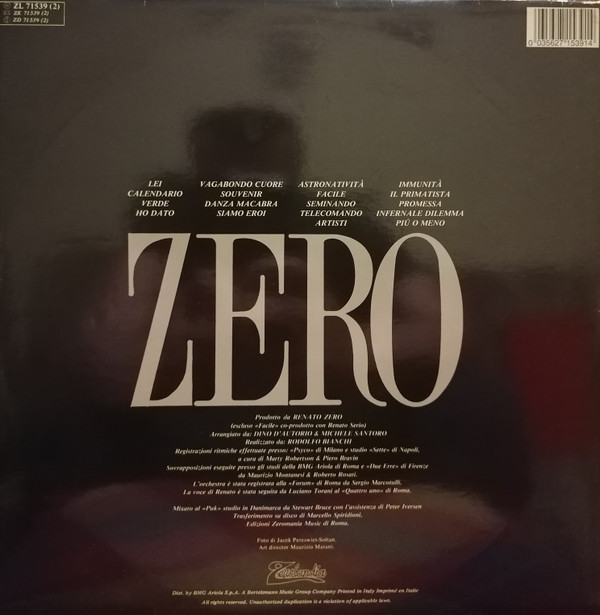 ZL 71539 (2)
ZK 71539 (2)
ZD 71539 (2)
0 035627 153914
LEI
CALENDARIO
VERDE
HO DATO
VAGABONDO CUORE
SOUVENIR
DANZA MACABRA
SIAMO EROI
ASTRONATIVITÀ
FACILE
SEMINANDO
TELECOMANDO
ARTISTI
IMMUNITÀ
IL PRIMATISTA
PROMESSA
INFERNALE DILEMMA
PIÚ O MENO
ZERO
Prodotto da RENATO ZERO
(escluso «Facile» co-prodotto con Renato Serio)
Arrangiato da: DINO D'AUTORIO & MICHELE SANTORO
Realizzato da: RODOLFO BIANCHI
Registrazioni ritmiche effettuate presso: «Psyco» di Milano e studio «Sette» di Napoli,
a cura di Marty Robertson & Piero Bravin
Sovrapposizioni eseguite presso gli studi della BMG Ariola di Roma e «Due Erre» di Firenze
da Maurizio Montanesi & Roberto Rosati.
L'orchestra è stata registrata alla «Forum» di Roma da Sergio Marcotulli.
La voce di Renato è stata seguita da Luciano Torani al «Quattro uno» di Roma.
Mixato al «Puk» studio in Danimarca da Stewart Bruce con l'assistenza di Peter Iversen
Trasferimento su disco di Marcello Spiridioni,
Edizioni Zeromania Music di Roma.
Foto di Jacek Perzowiet-Soltan.
Art director Maurizio Marani.
Zerolandia
Dist. by BMG Ariola S.p.A. A Bertelsmann Music Group Company Printed in Italy Imprimé en Italie
All rights reserved. Unauthorized duplication is a violation of applicable laws.